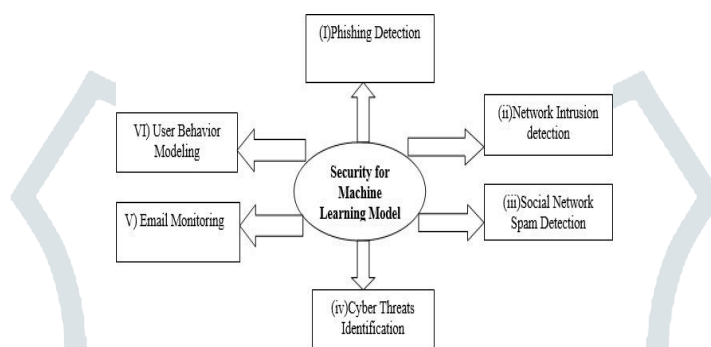 (I)Phishing Detection
(ii)Network Intrusion
detection
(iii)Social Network
Spam Detection
(iv)Cyber Threats
Identification
V) Email Monitoring
VI) User Behavior
Modeling
Security for
Machine
Learning Model